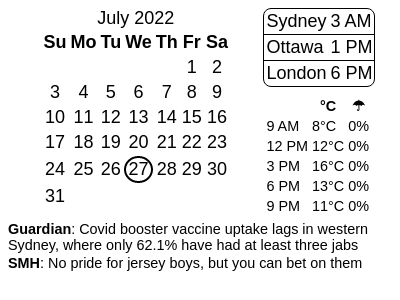 July 2022
Su Mo Tu We Th Fr Sa
1 2
3 4 5 6 7 8 9
10 11 12 13 14 15 16
17 18 19 20 21 22 23
24 25 26 27 28 29 30
31
Sydney 3 AM
Ottawa 1 PM
London 6 PM
°C ☂
9 AM 8°C 0%
12 PM 12°C 0%
3 PM 16°C 0%
6 PM 13°C 0%
9 PM 11°C 0%
Guardian: Covid booster vaccine uptake lags in western
Sydney, where only 62.1% have had at least three jabs
SMH: No pride for jersey boys, but you can bet on them